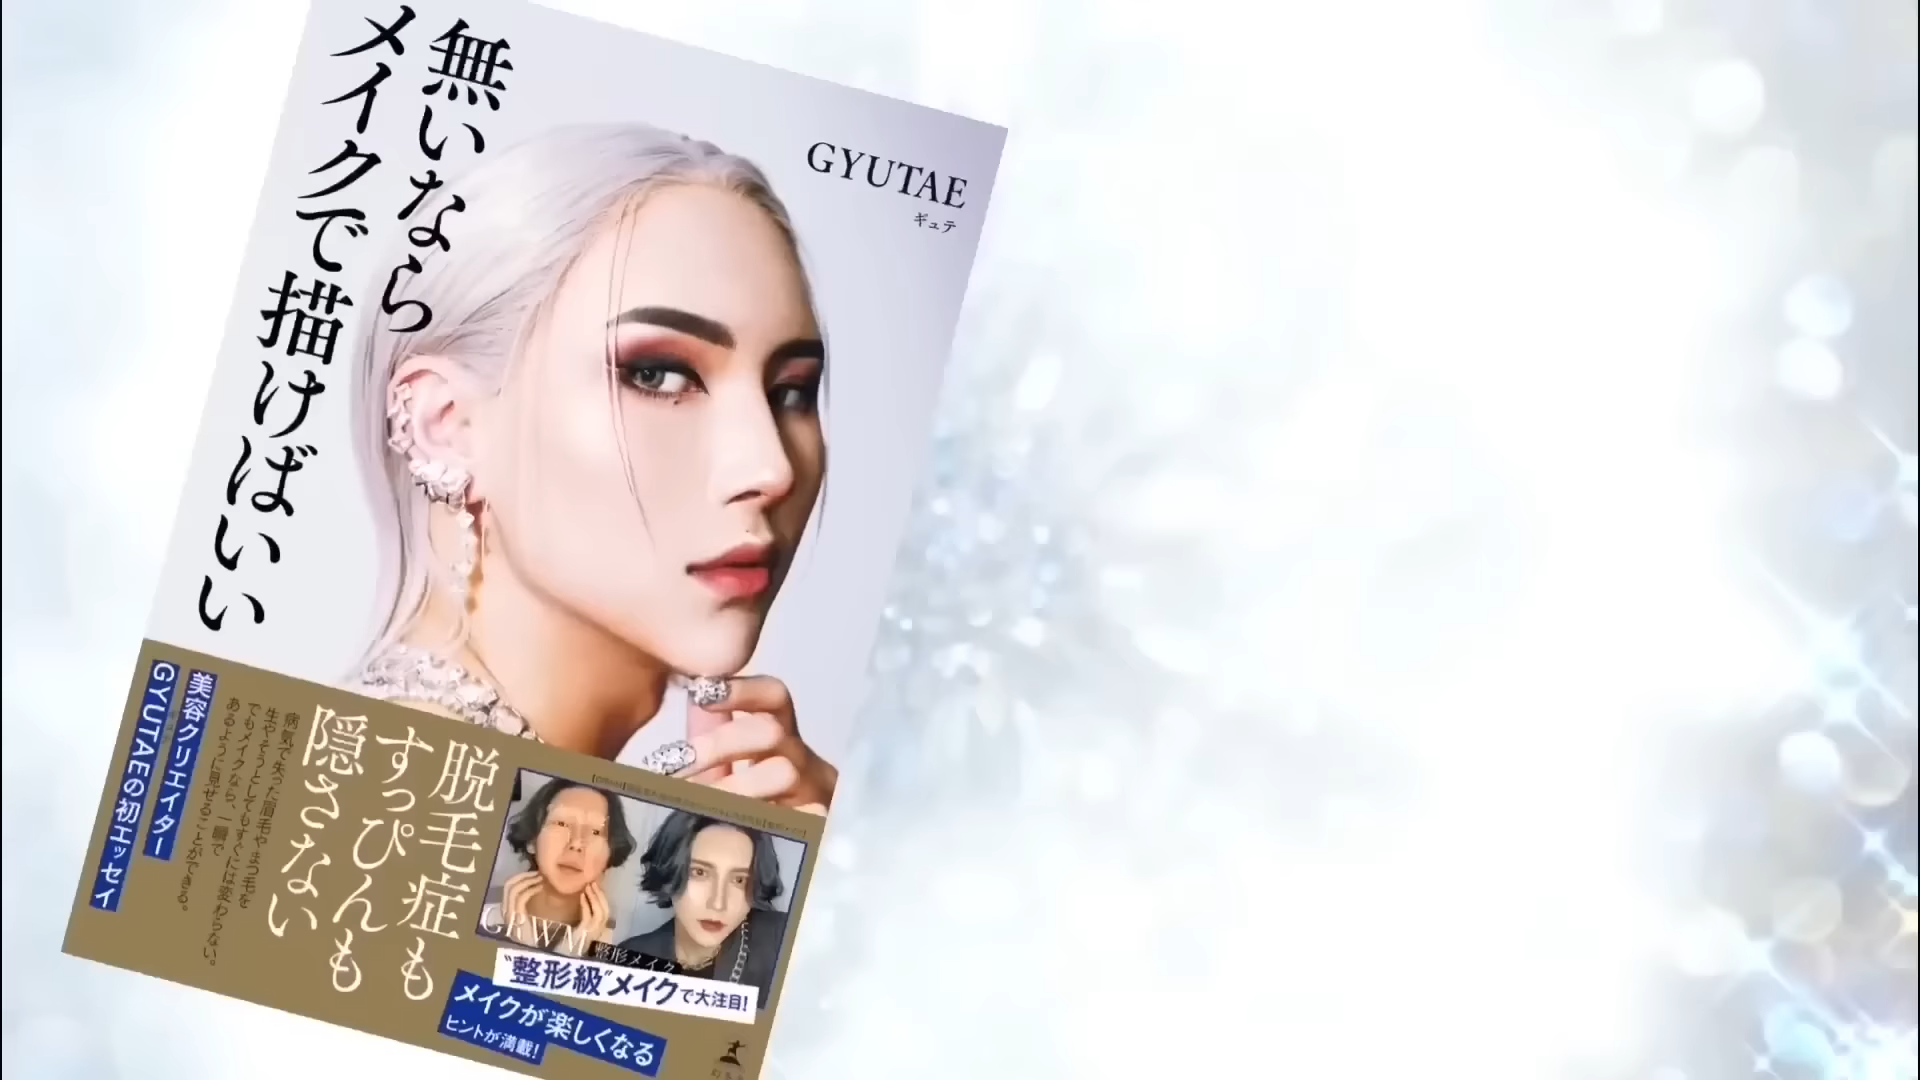 無いなら
メイクで描けばいい
GYUTAE
ギュテ
脱毛症も
すっぴんも
隠さない
病気で失った眉毛やまつ毛を
生やそうとしてもすぐには変わらない。
でもメイクなら、一瞬で
あるように見せることができる。
美容クリエイター
GYUTAEの初エッセイ
GRWM
整形メイク
"整形級"メイクで大注目!
メイクが楽しくなる
ヒントが満載!